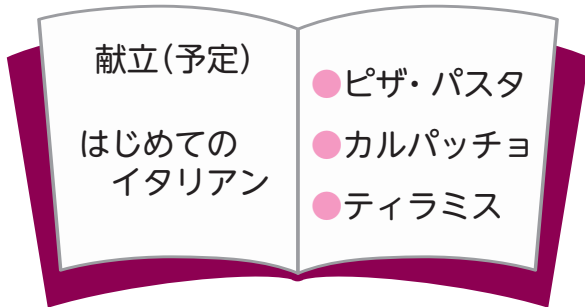 献立(予定)
はじめての
イタリアン
●ピザ・パスタ
●カルパッチョ
●ティラミス